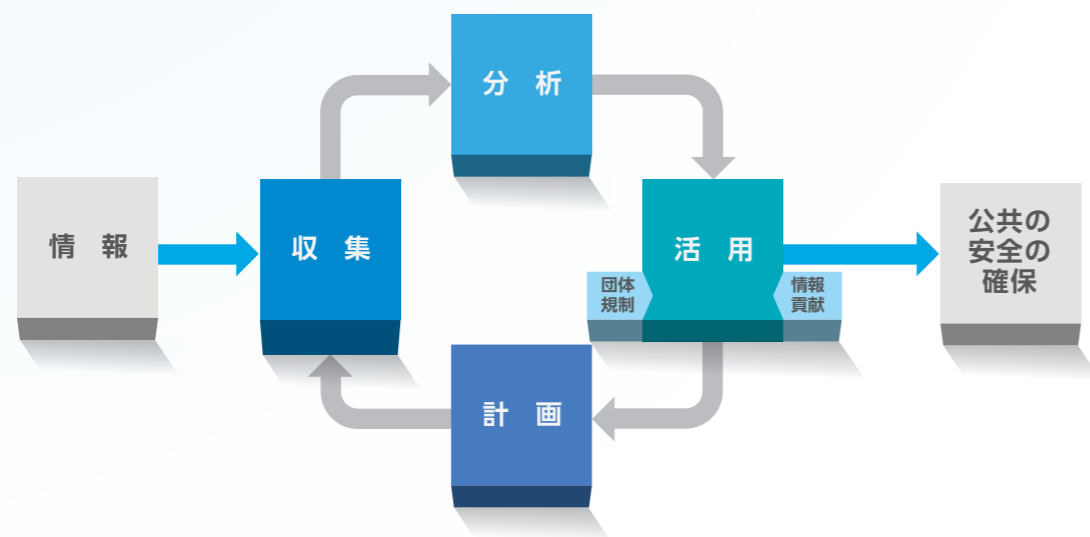 分　析
情　報
収　集
活　用
団体
規制
情報
貢献
公共の
安全の
確保
計　画